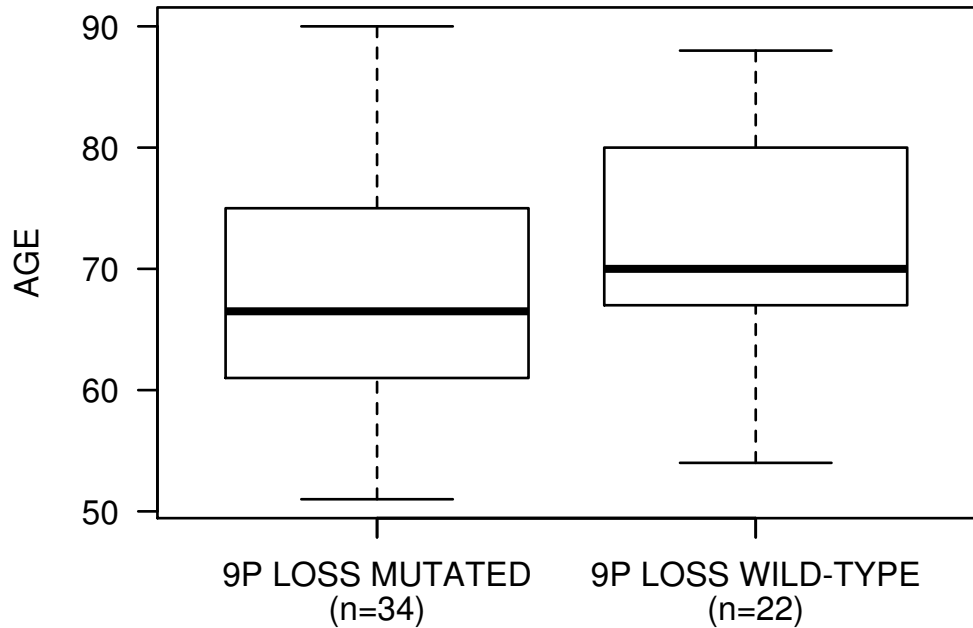 AGE
90
80
70
60
50
9P LOSS MUTATED
(n=34)
9P LOSS WILD-TYPE
(n=22)